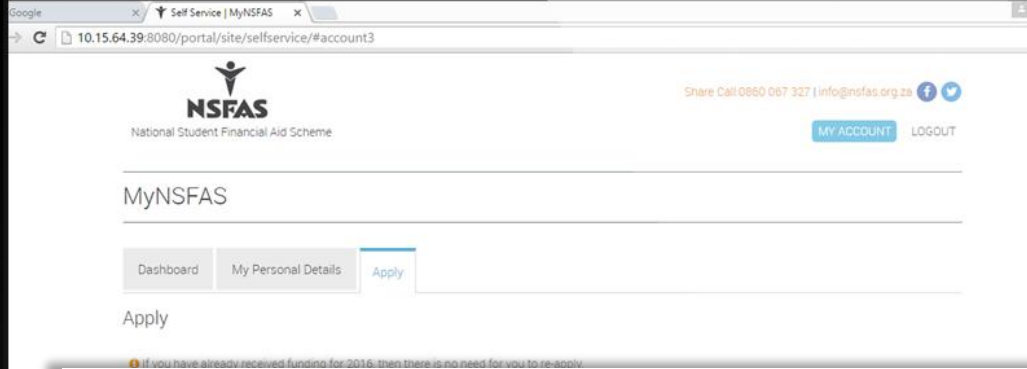 Google
Self Service | MyNSFAS
10.15.64.39:8080/portal/site/selfservice/#account3
NSFAS
National Student Financial Aid Scheme
Share Call:0860 067 327 | info@nsfas.org.za
MY ACCOUNT LOGOUT
MyNSFAS
Dashboard My Personal Details Apply
Apply
If you have already received funding for 2016, then there is no need for you to re-apply.